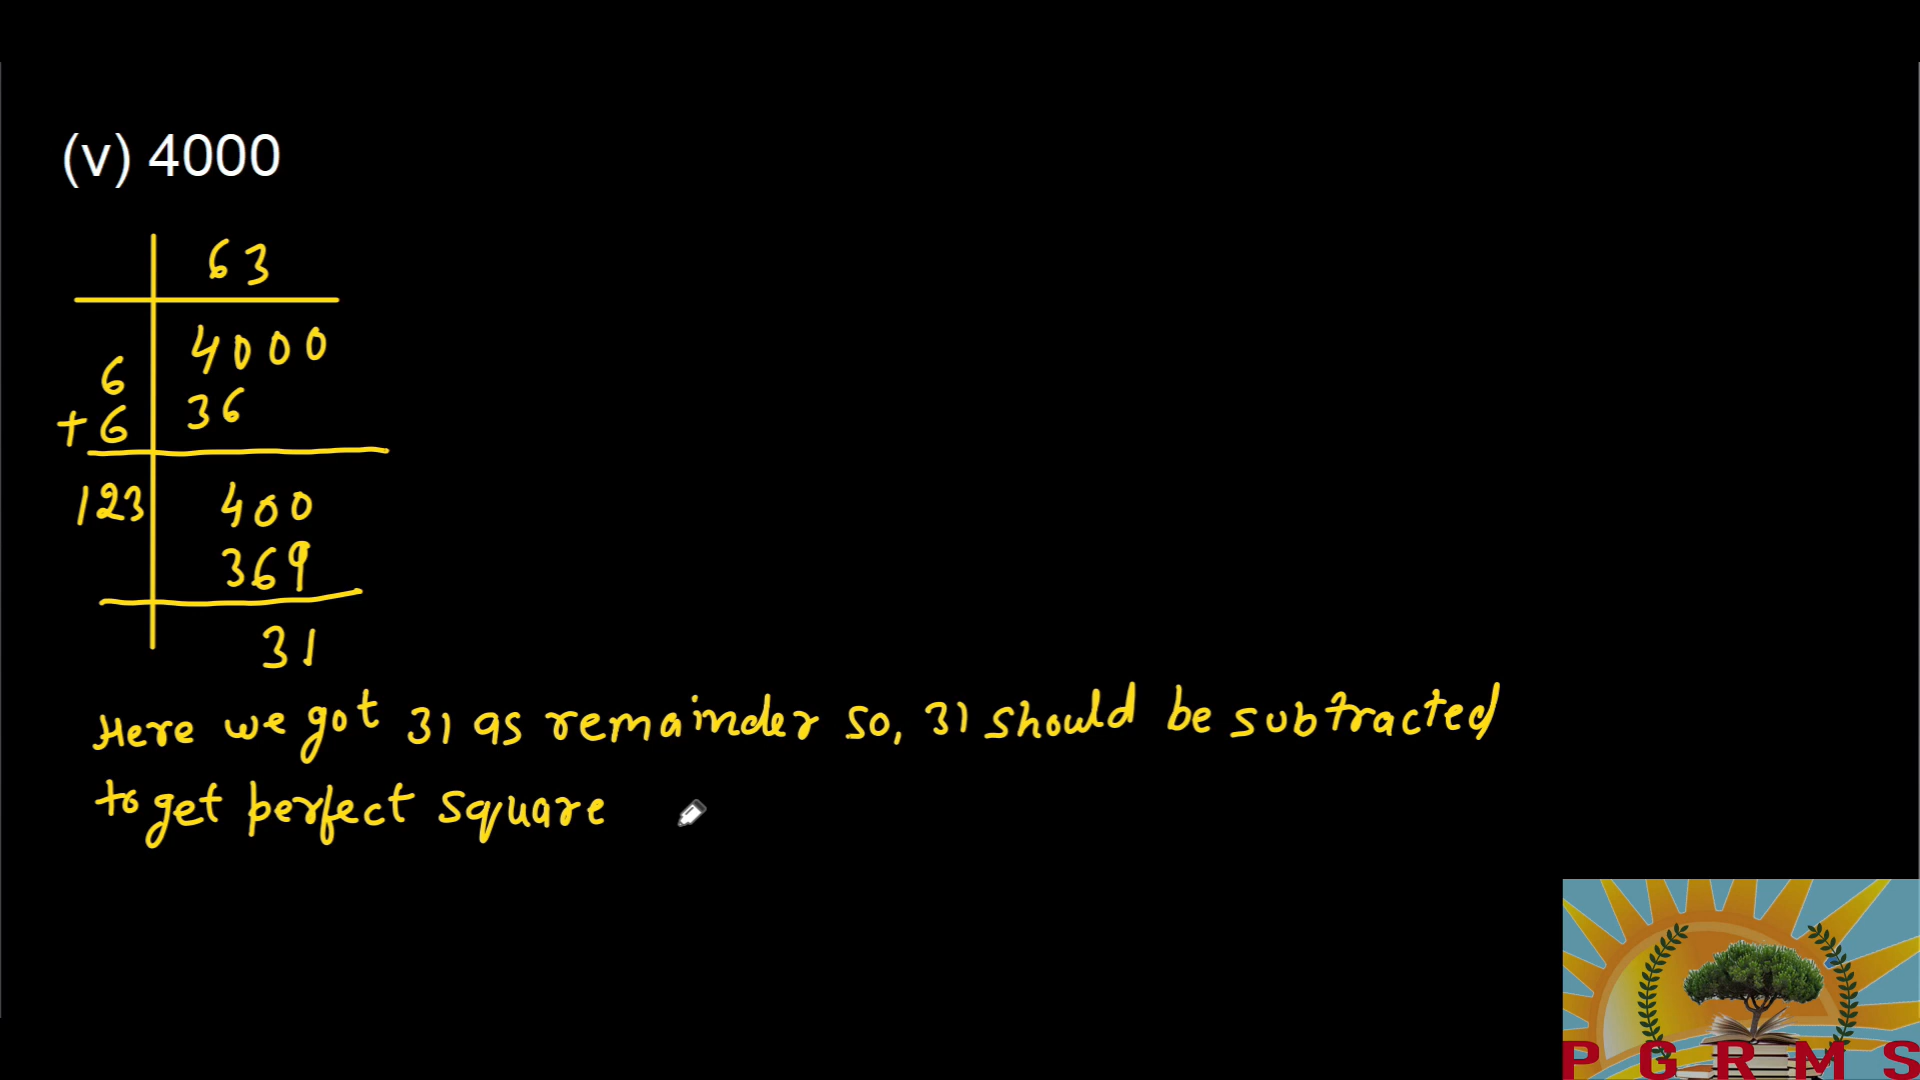 (v) 4000
63
4000
6
36
+6
123
400
369
31
Here we got 31 as remainder so, 31 should be subtracted
to get perfect square
P G R M S